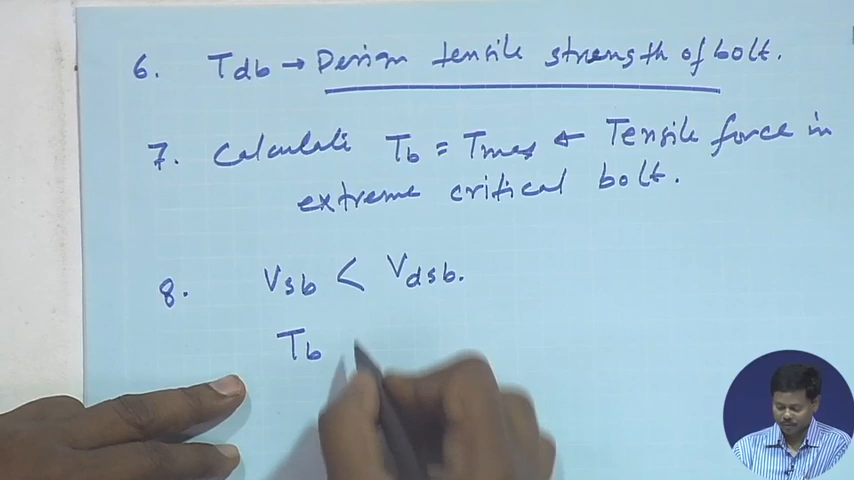 6. Tdb → Design tensile strength of bolt.
7. Calculate Tb = Tmax ← Tensile force in
extreme critical bolt.
8. Vsb < Vdsb.
Tb